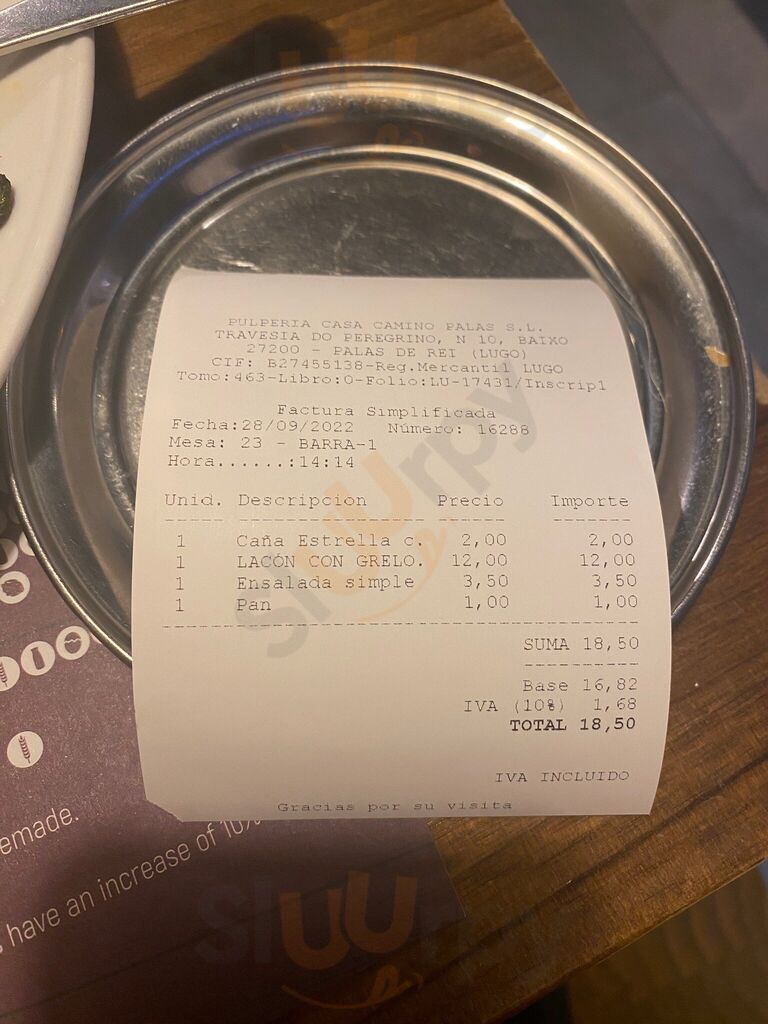 PULPERIA CASA CAMINO PALAS S.L.
TRAVESIA DO PEREGRINO, N 10, BAIXO
27200 - PALAS DE REI (LUGO)
CIF: B27455138-Reg.Mercantil LUGO
Tomo:463-Libro:0-Folio:LU-17431/Inscrip1
Factura Simplificada
Fecha:28/09/2022 Número: 16288
Mesa: 23 - BARRA-1
Hora......:14:14
Unid. Descripcion Precio Importe
1 Caña Estrella c. 2,00 2,00
1 LACÓN CON GRELO. 12,00 12,00
1 Ensalada simple 3,50 3,50
1 Pan 1,00 1,00
SUMA 18,50
Base 16,82
IVA (10%) 1,68
TOTAL 18,50
IVA INCLUIDO
Gracias por su visita
emade.
have an increase of 10%
sluurpy
sluurpy